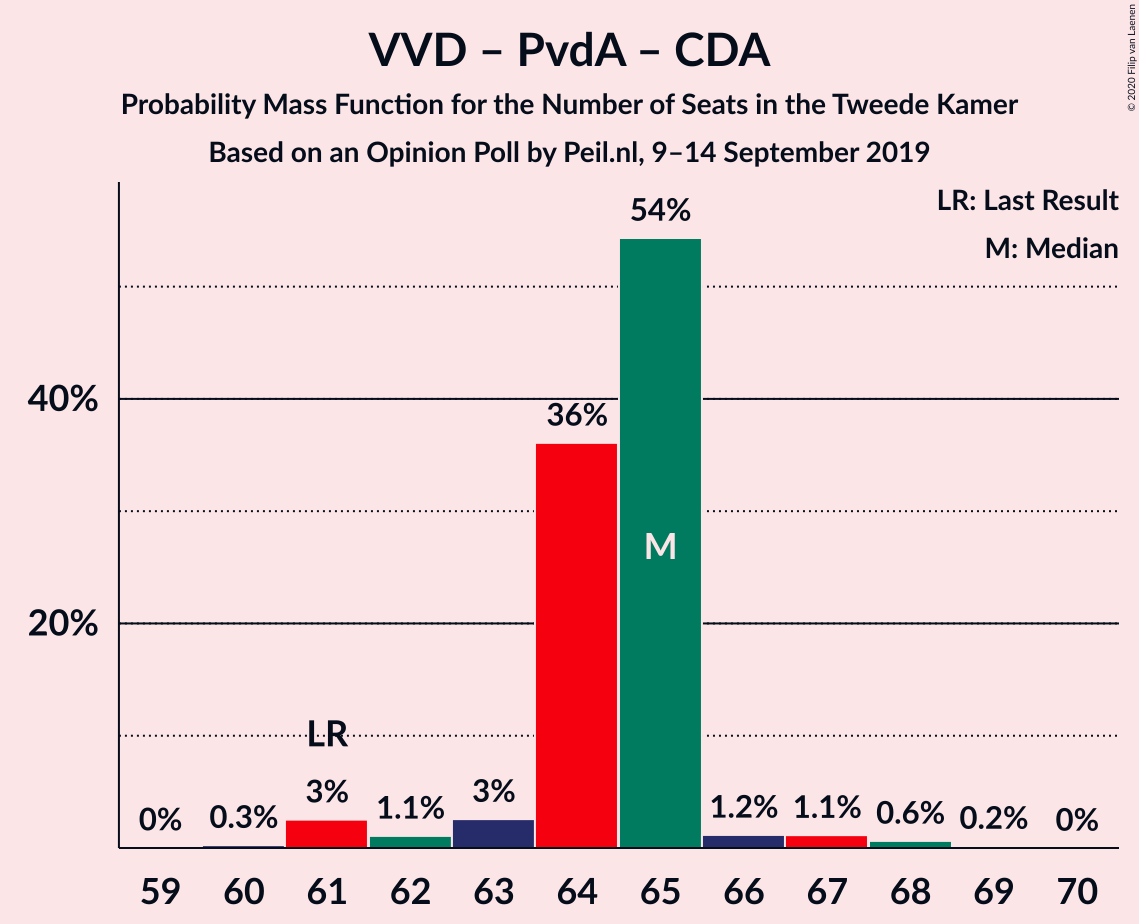 VVD – PvdA – CDA
Probability Mass Function for the Number of Seats in the Tweede Kamer
Based on an Opinion Poll by Peil.nl, 9–14 September 2019
© 2020 Filip van Laenen
LR: Last Result
M: Median
54%
40%
36%
M
20%
LR
0%
0.3%
3%
1.1%
3%
1.2%
1.1%
0.6%
0.2%
0%
59 60 61 62 63 64 65 66 67 68 69 70